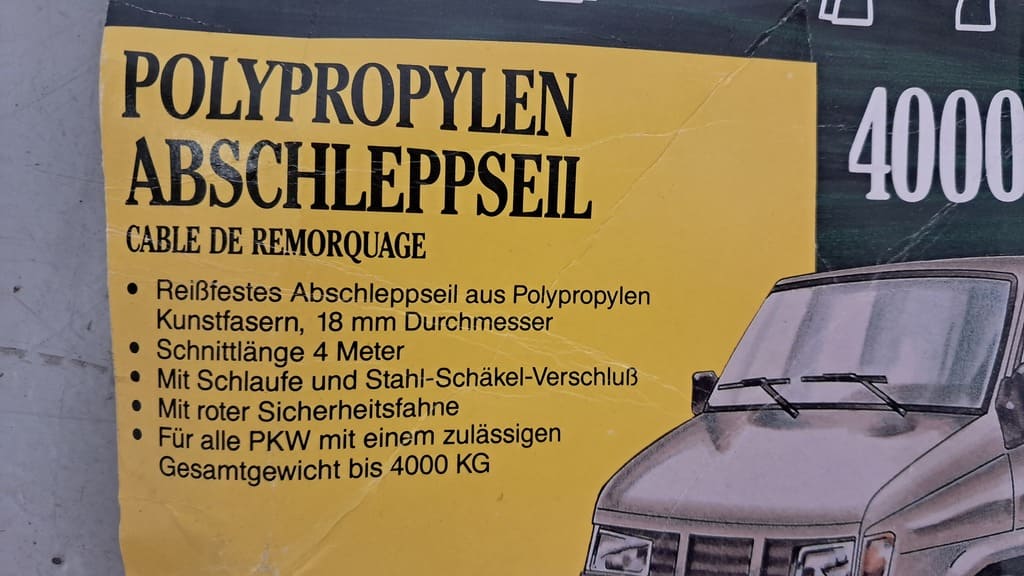 POLYPROPYLEN
ABSCHLEPPSEIL
CABLE DE REMORQUAGE
• Reißfestes Abschleppseil aus Polypropylen
Kunstfasern, 18 mm Durchmesser
• Schnittlänge 4 Meter
• Mit Schlaufe und Stahl-Schäkel-Verschluß
• Mit roter Sicherheitsfahne
• Für alle PKW mit einem zulässigen
Gesamtgewicht bis 4000 KG
4000